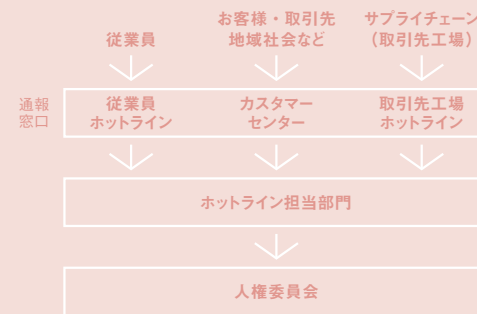 従業員
お客様・取引先
地域社会など
サプライチェーン
（取引先工場）
通報
窓口
従業員
ホットライン
カスタマー
センター
取引先工場
ホットライン
ホットライン担当部門
人権委員会